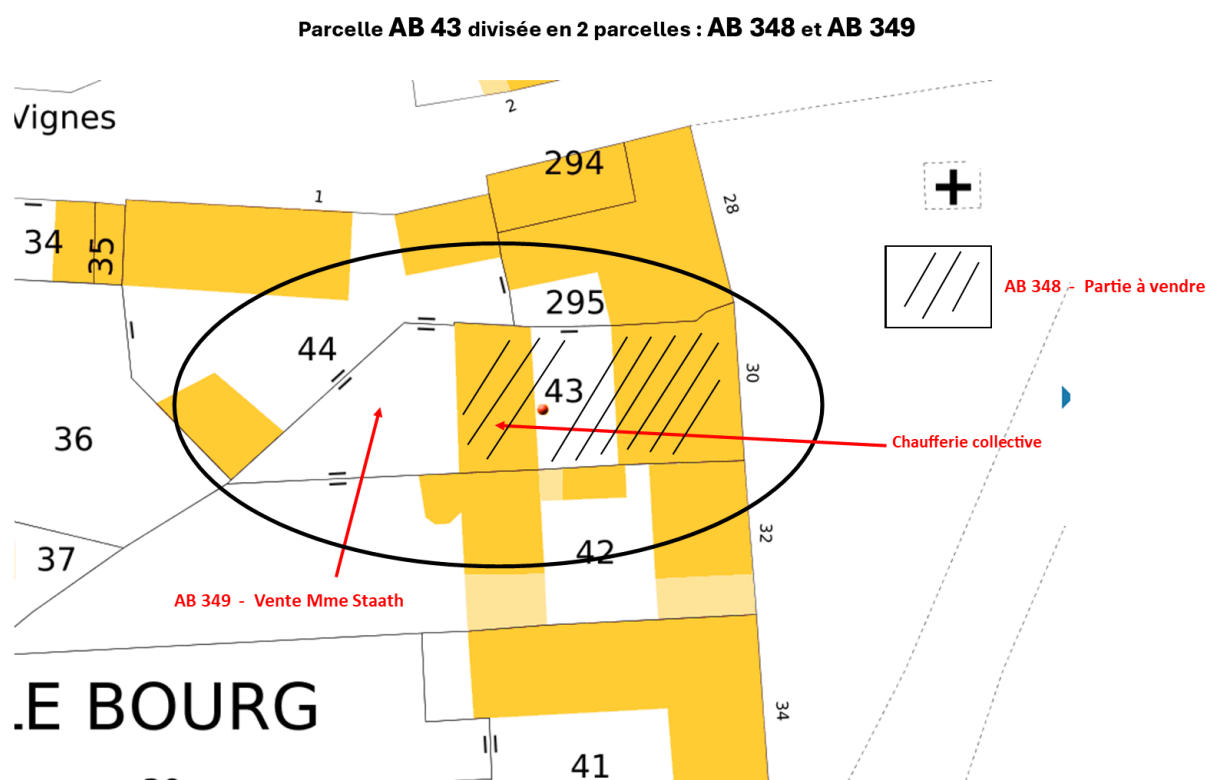 Parcelle AB 43 divisée en 2 parcelles : AB 348 et AB 349
2
Vignes
294
1
28
34
35
295
AB 348 - Partie à vendre
44
30
43
36
Chaufferie collective
32
42
37
AB 349 - Vente Mme Staath
LE BOURG
34
41